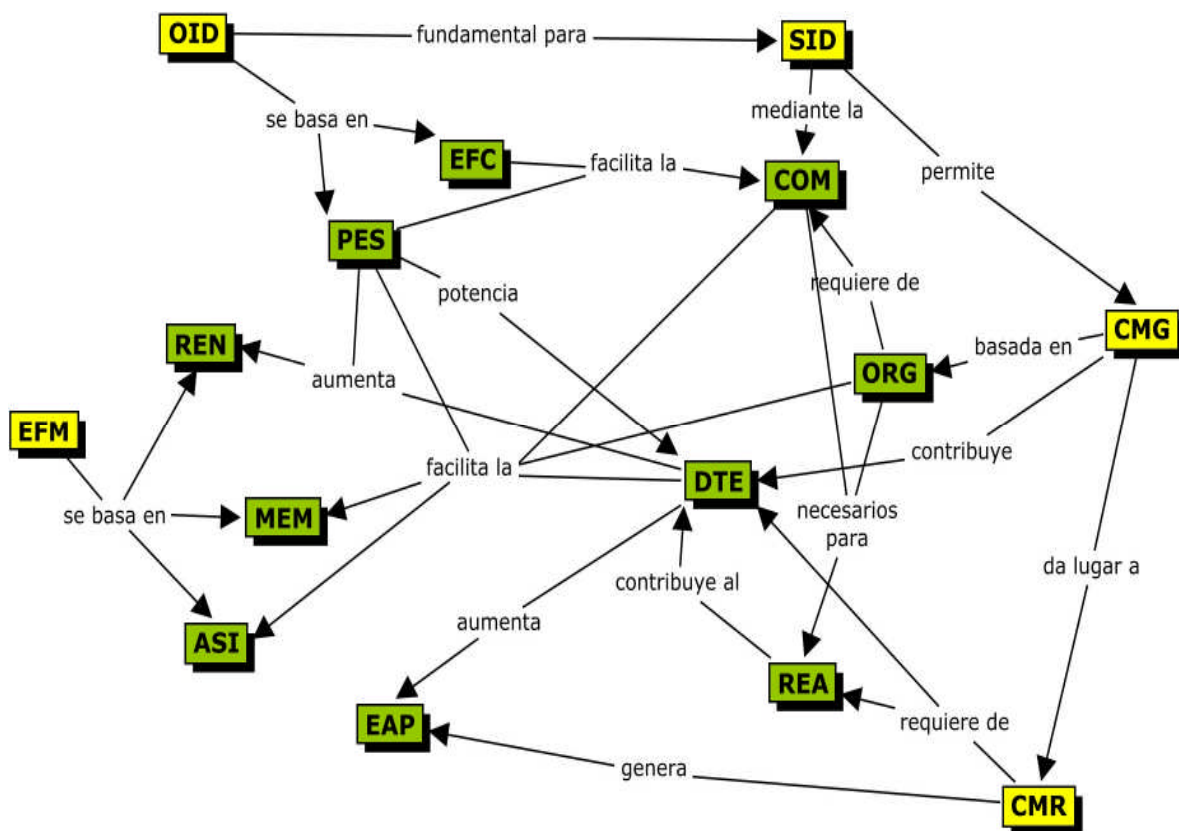 OID
fundamental para
SID
se basa en
mediante la
EFC
facilita la
COM
permite
PES
potencia
requiere de
REN
aumenta
basada en
CMG
ORG
EFM
facilita la
DTE
contribuye
se basa en
MEM
necesarios
para
contribuye al
da lugar a
aumenta
ASI
REA
EAP
requiere de
genera
CMR